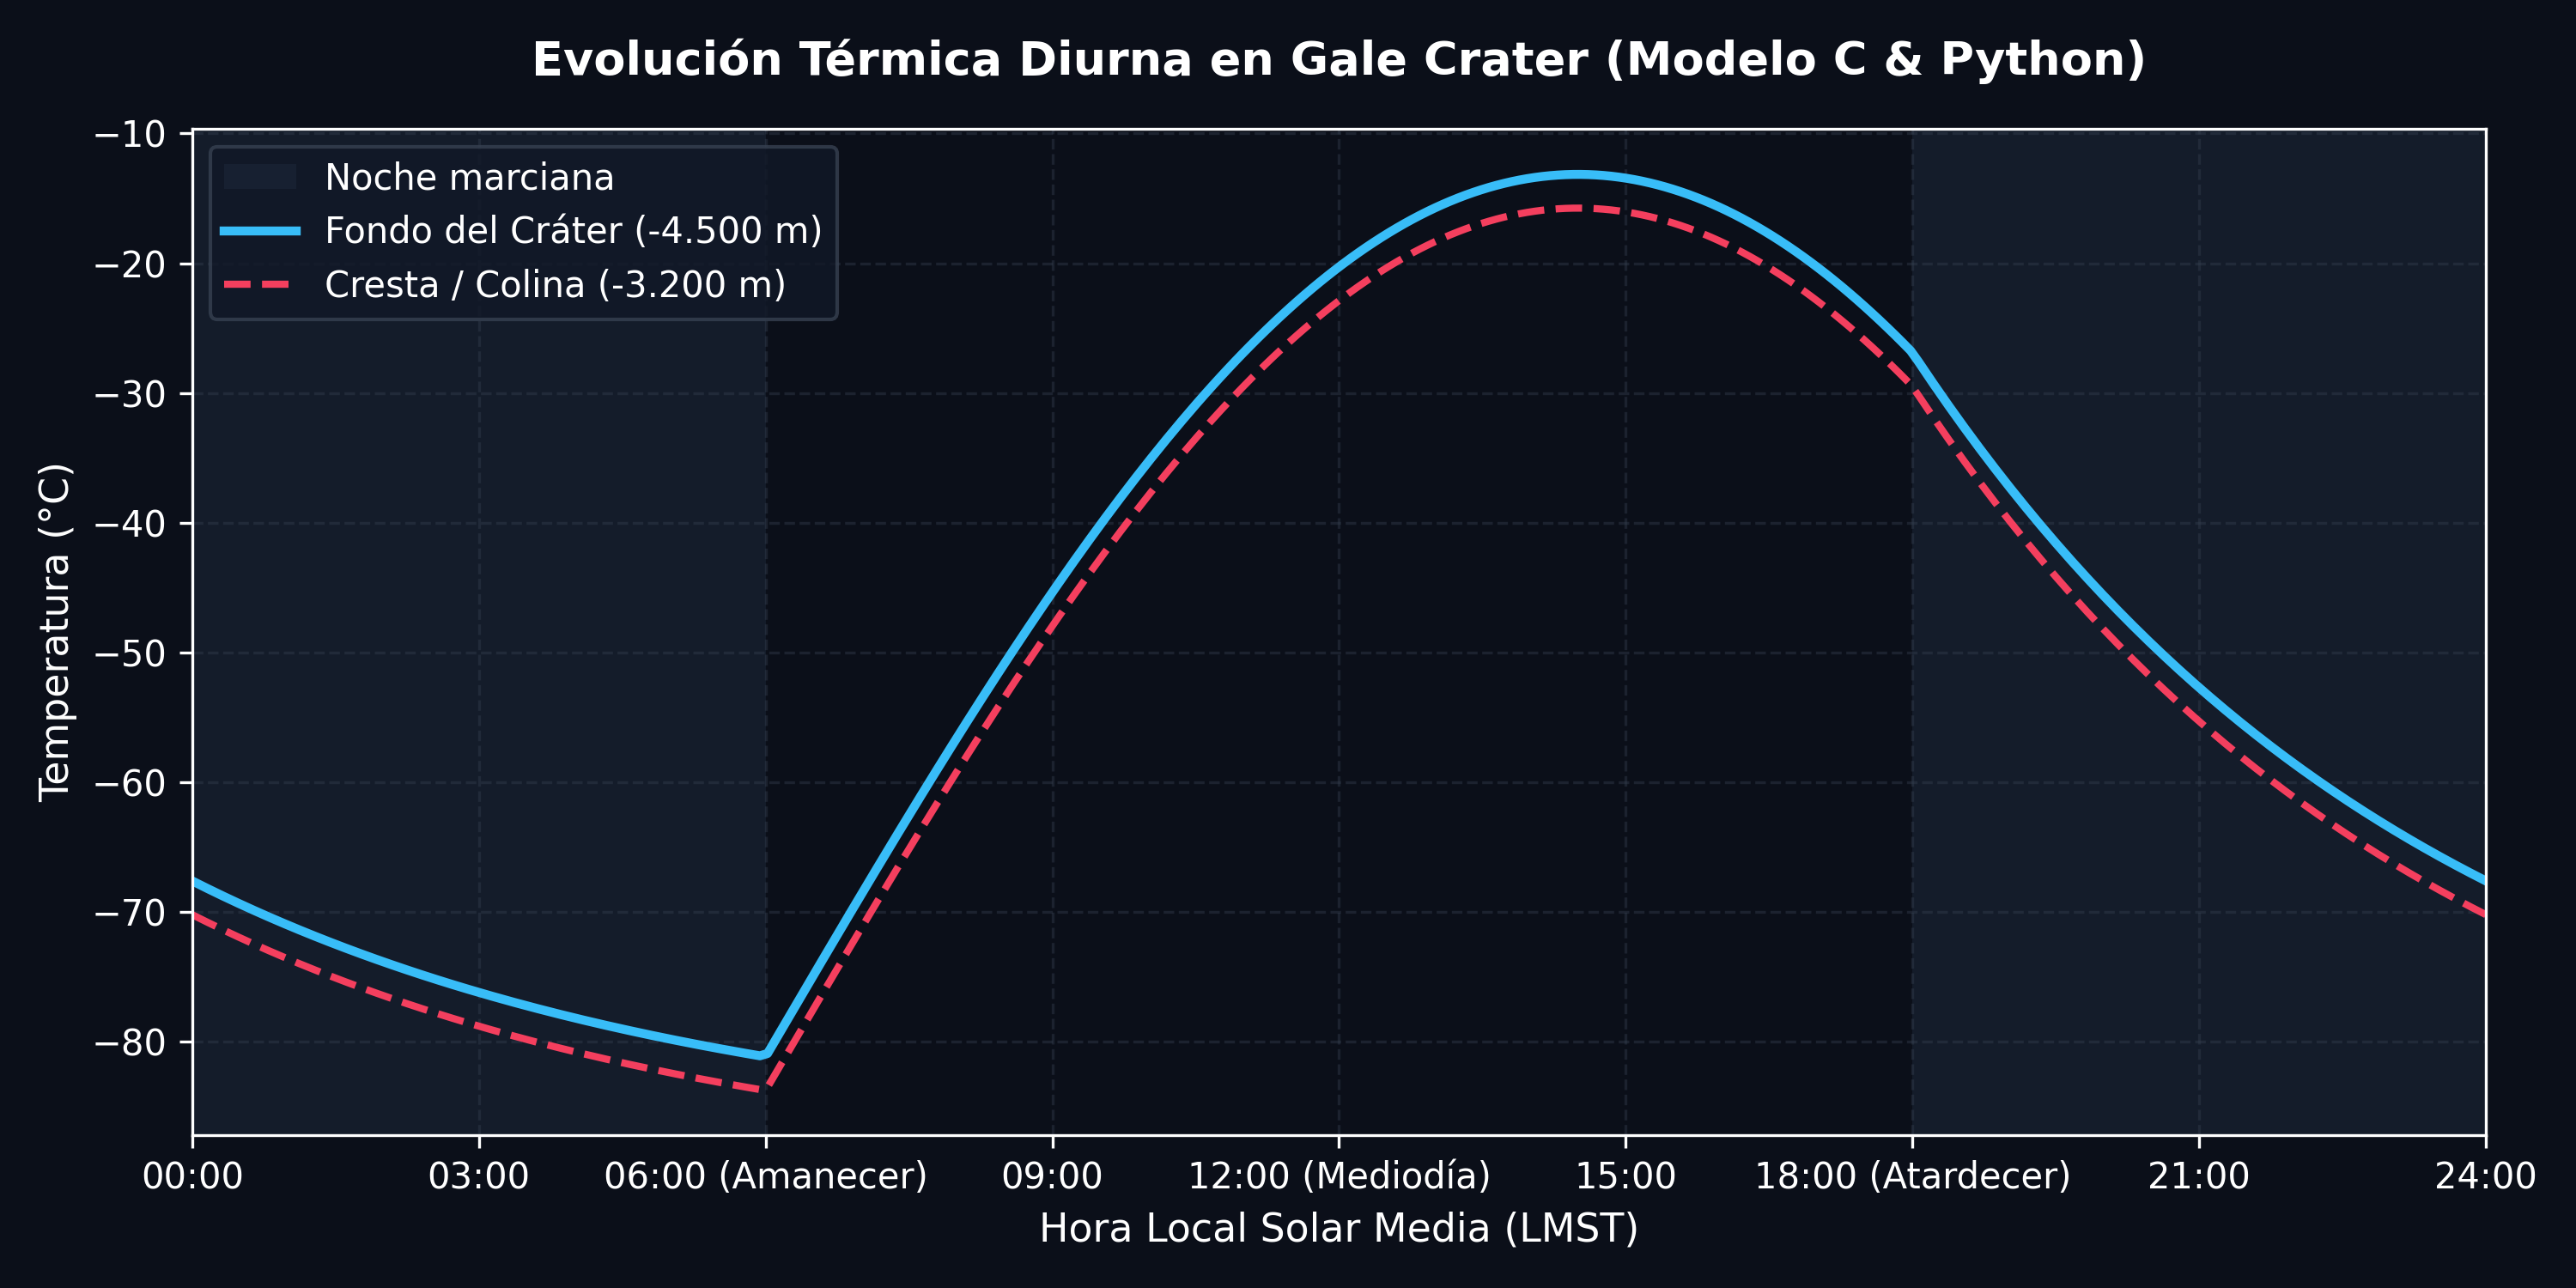 Evolución Térmica Diurna en Gale Crater (Modelo C & Python)
Noche marciana
Fondo del Cráter (-4.500 m)
Cresta / Colina (-3.200 m)
Temperatura (°C)
−10
−20
−30
−40
−50
−60
−70
−80
00:00
03:00
06:00 (Amanecer)
09:00
12:00 (Mediodía)
15:00
18:00 (Atardecer)
21:00
24:00
Hora Local Solar Media (LMST)